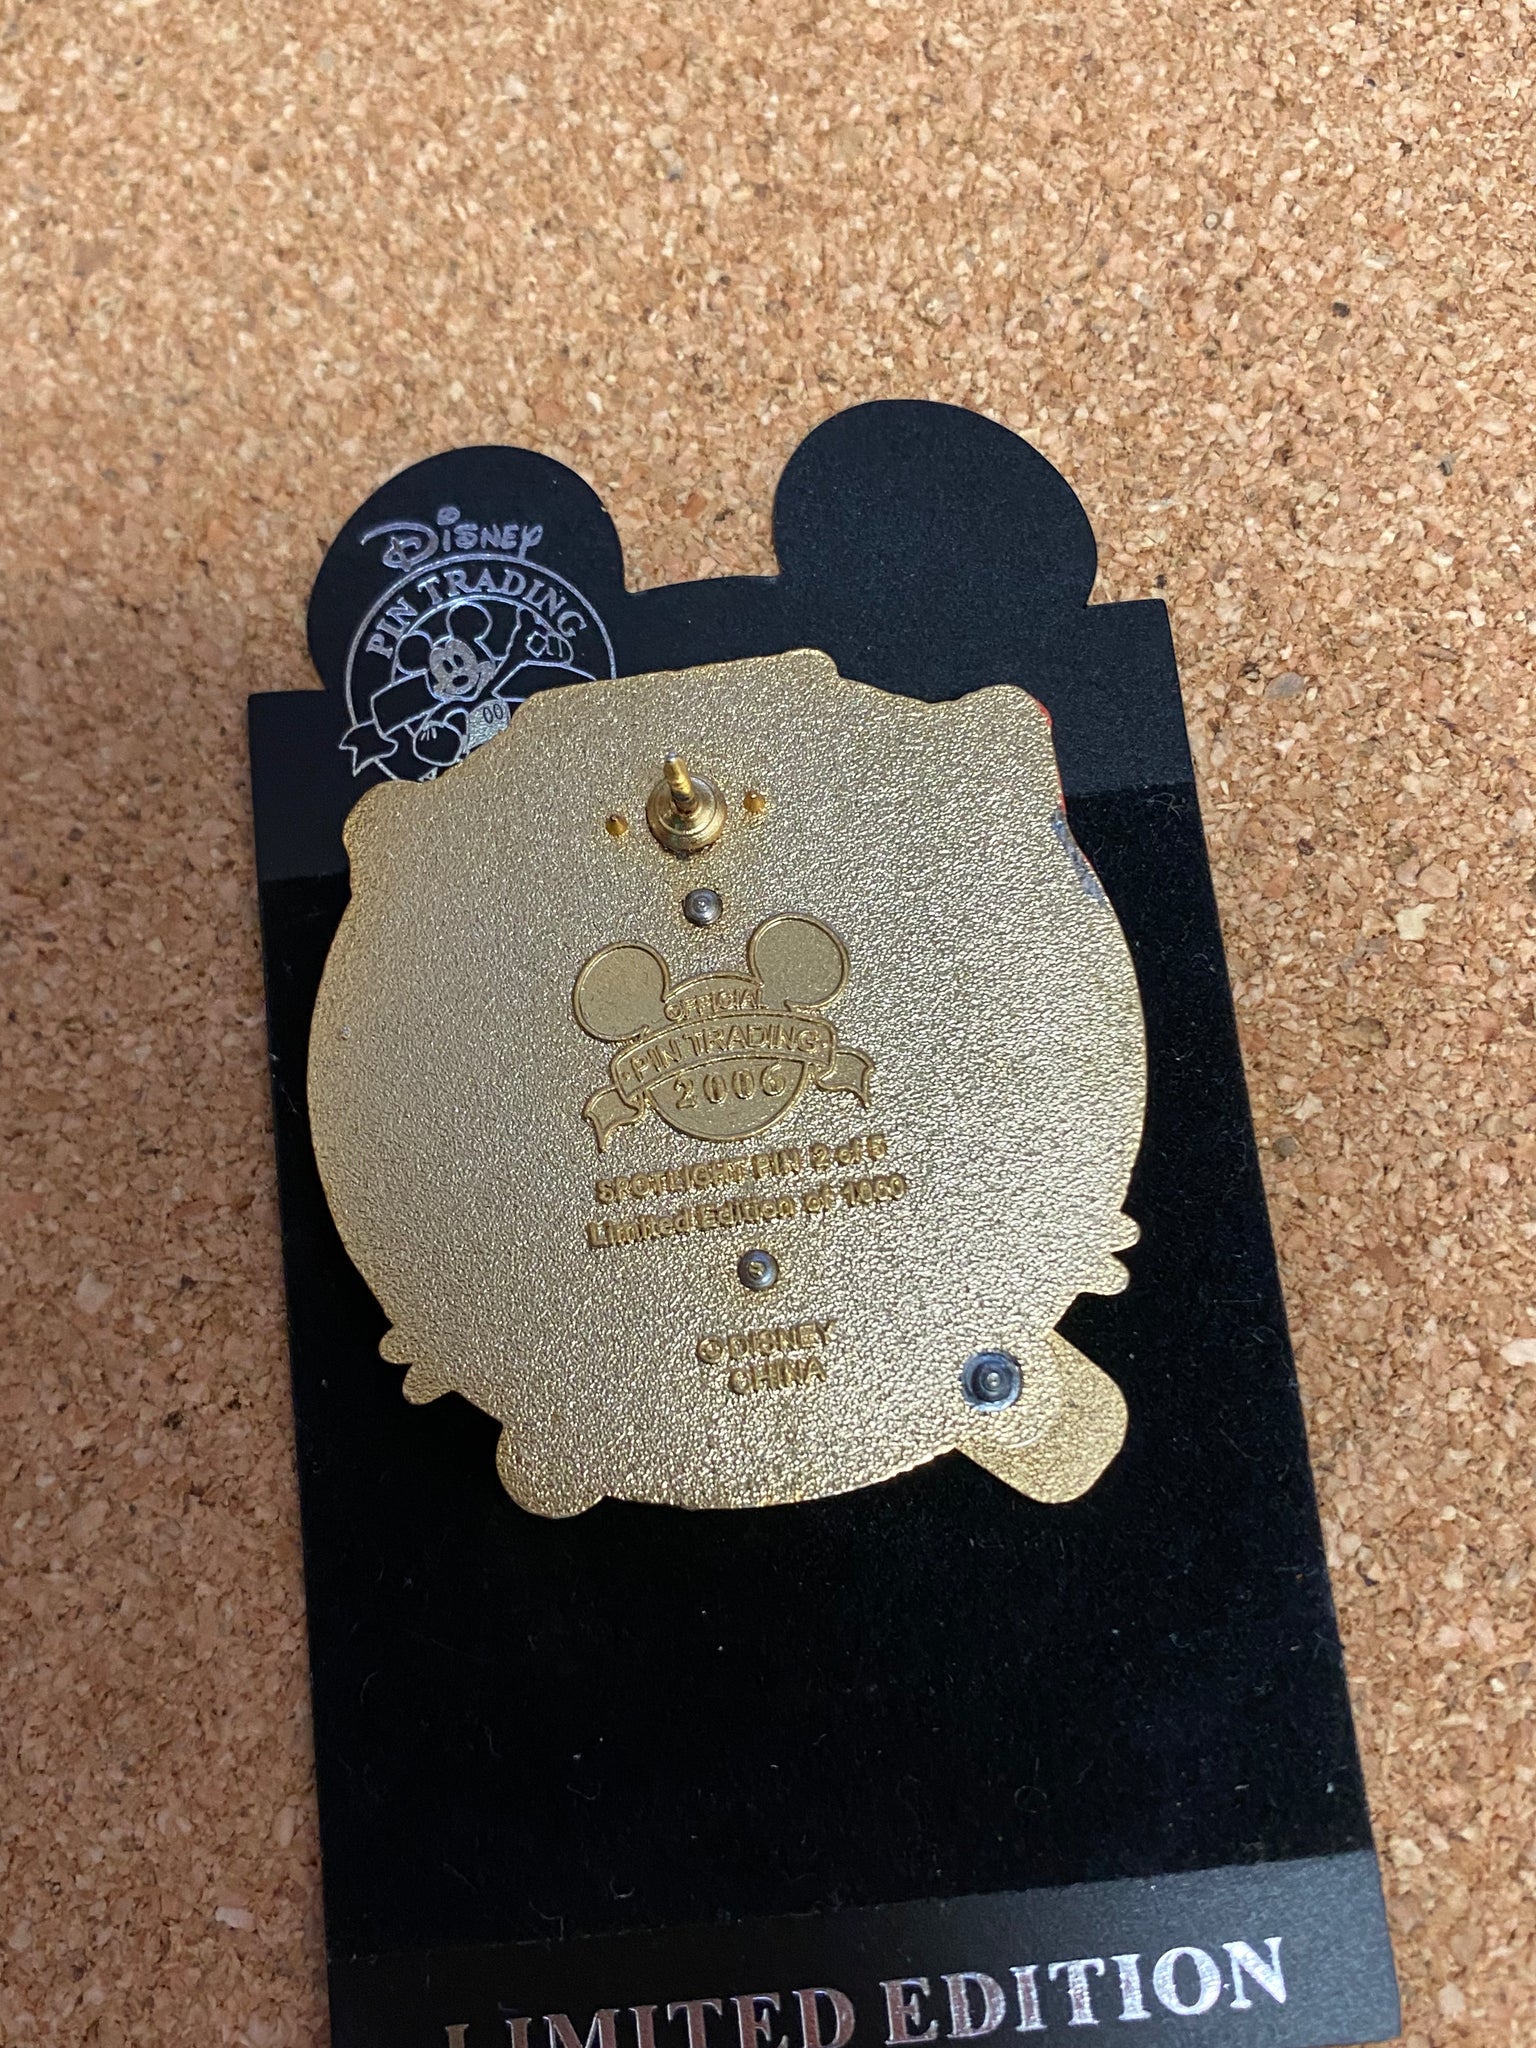 Disney
PIN TRADING
00
OFFICIAL
PIN TRADING
2006
SPOTLIGHT PIN 2 of 5
Limited Edition of 1000
©DISNEY
CHINA
LIMITED EDITION